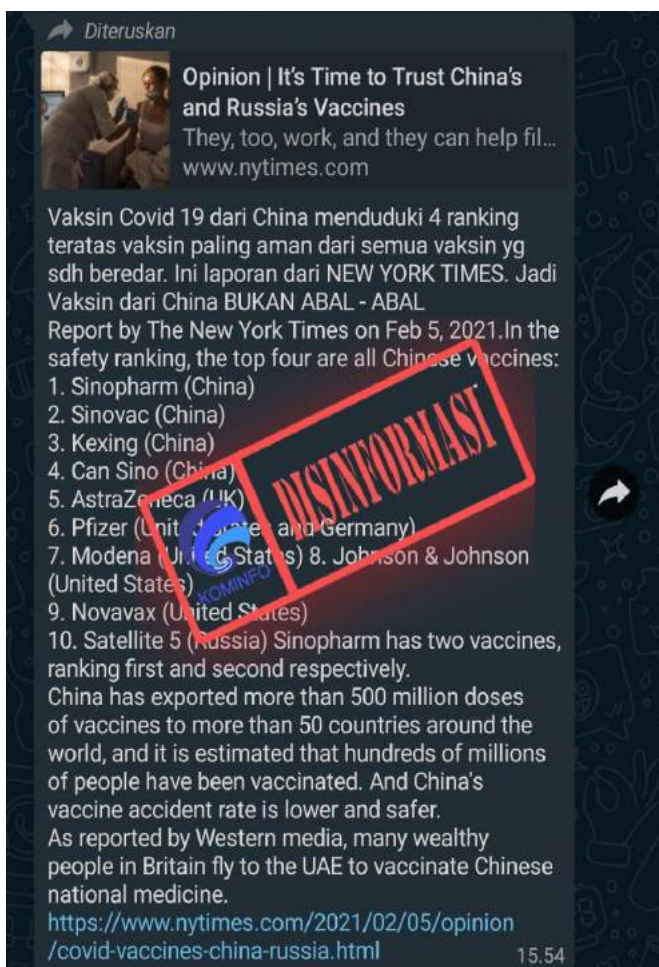 Diteruskan
Opinion | It's Time to Trust China's
and Russia's Vaccines
They, too, work, and they can help fil...
www.nytimes.com
Vaksin Covid 19 dari China menduduki 4 ranking
teratas vaksin paling aman dari semua vaksin yg
sdh beredar. Ini laporan dari NEW YORK TIMES. Jadi
Vaksin dari China BUKAN ABAL - ABAL
Report by The New York Times on Feb 5, 2021.In the
safety ranking, the top four are all Chinese vaccines:
1. Sinopharm (China)
2. Sinovac (China)
3. Kexing (China)
4. Can Sino (China)
5. AstraZeneca (UK)
6. Pfizer (United States and Germany)
7. Modena (United States) 8. Johnson & Johnson
(United States)
9. Novavax (United States)
10. Satellite 5 (Russia) Sinopharm has two vaccines,
ranking first and second respectively.
China has exported more than 500 million doses
of vaccines to more than 50 countries around the
world, and it is estimated that hundreds of millions
of people have been vaccinated. And China's
vaccine accident rate is lower and safer.
As reported by Western media, many wealthy
people in Britain fly to the UAE to vaccinate Chinese
national medicine.
https://www.nytimes.com/2021/02/05/opinion
/covid-vaccines-china-russia.html
15.54
KOMINFO
DISINFORMASI